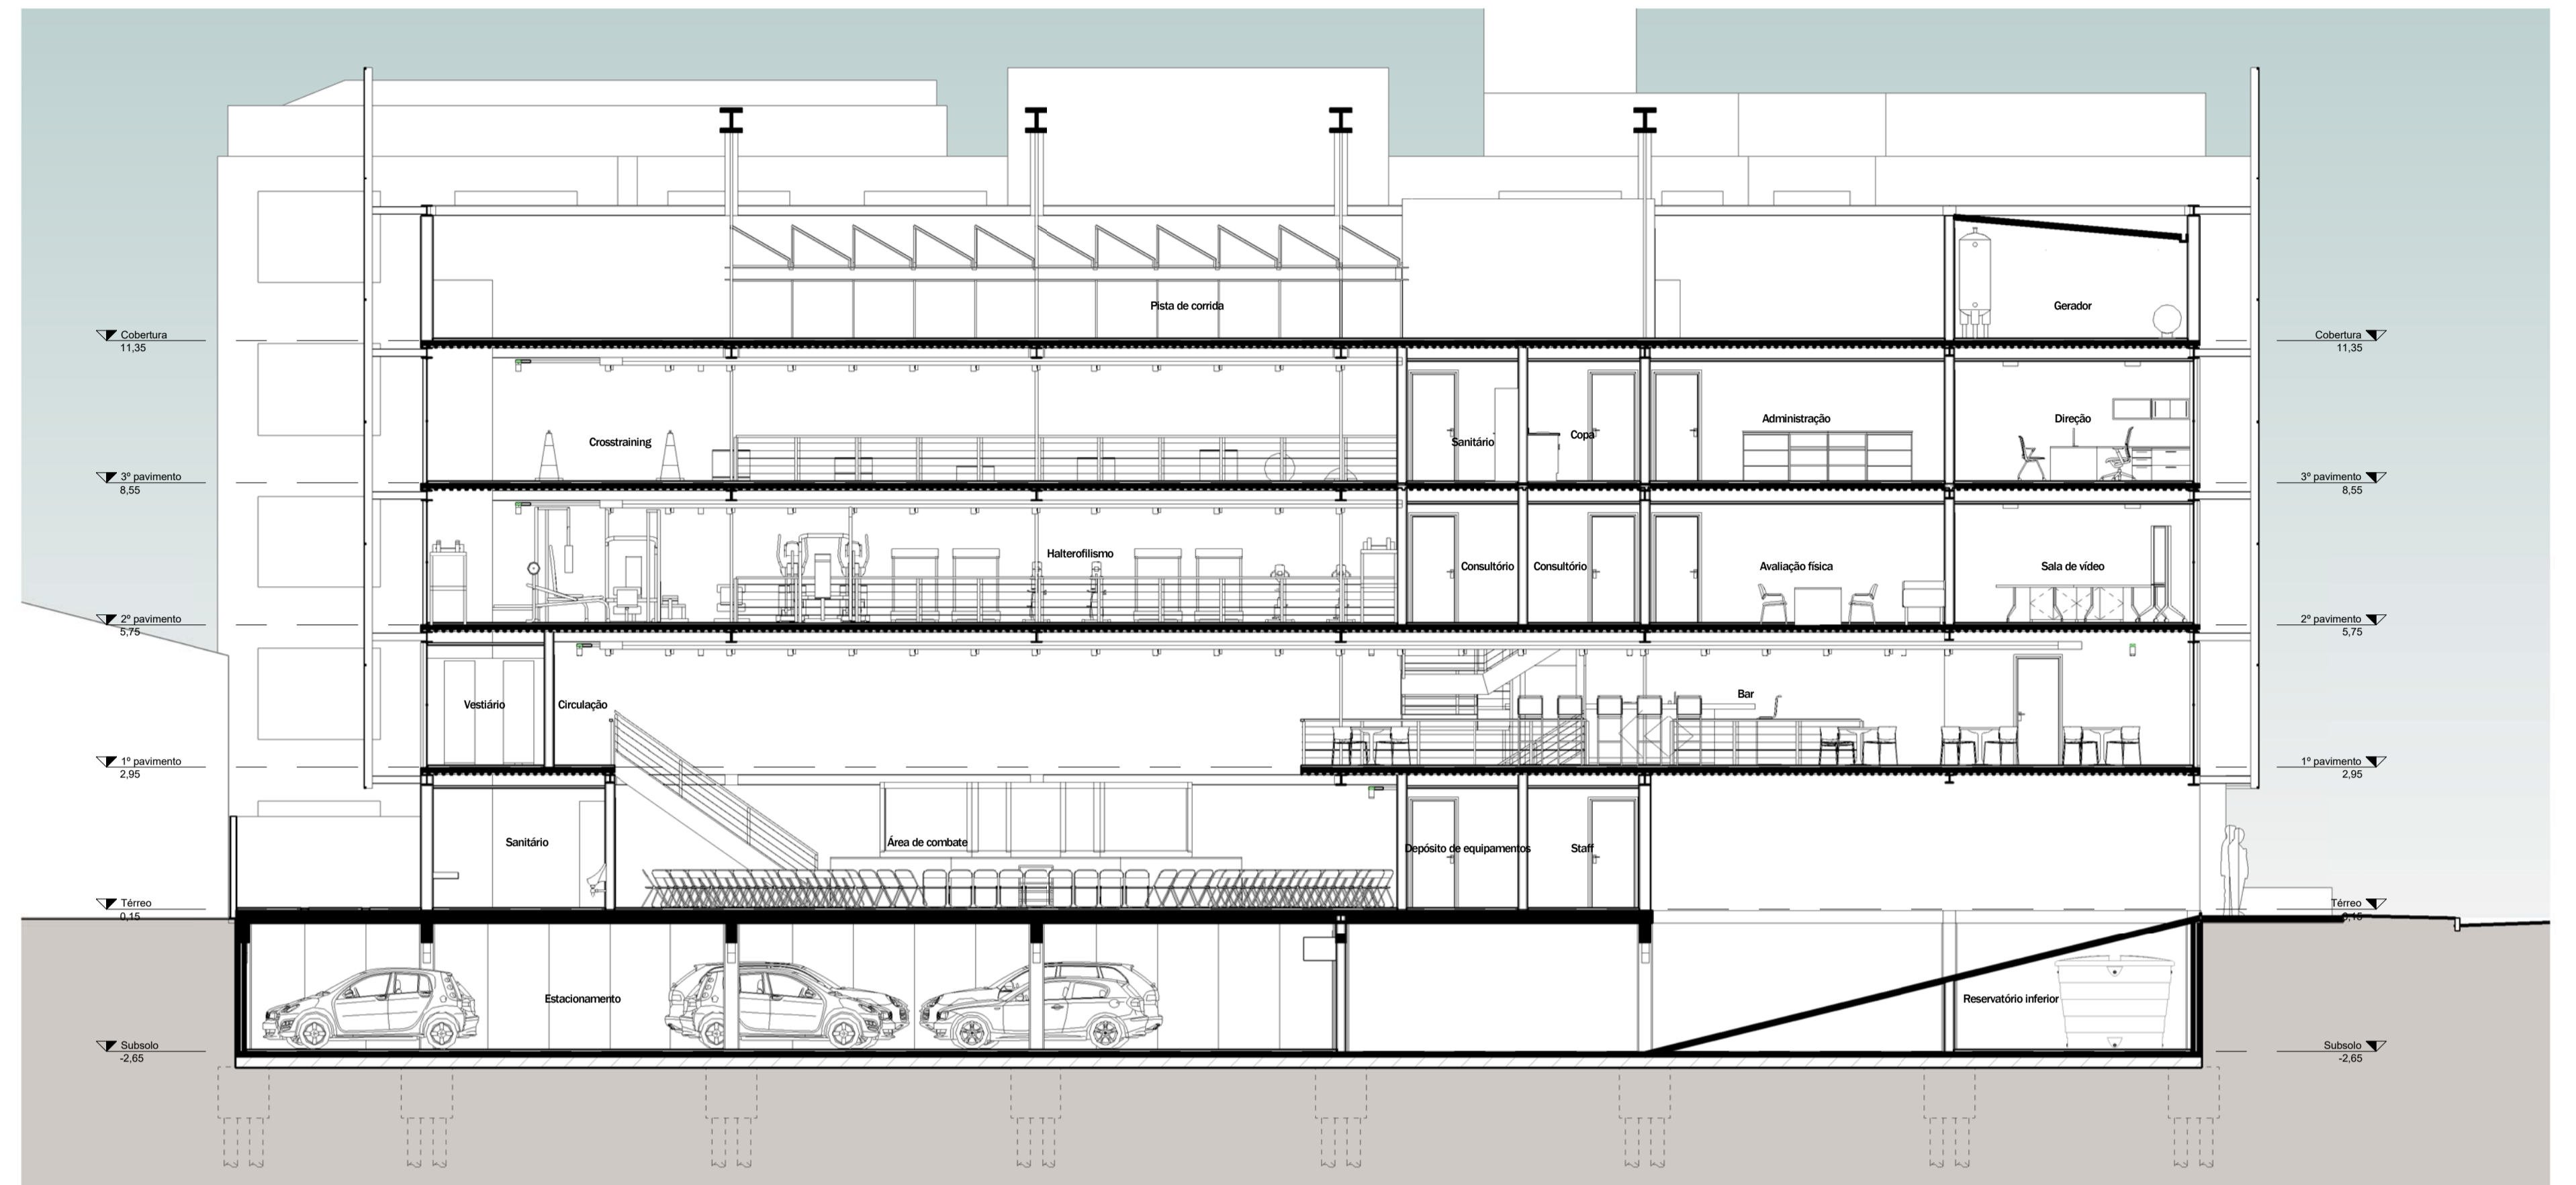 Pista de corrida
Gerador
Cobertura
11,35
Cobertura
11,35
Crosstraining
Sanitário
Copa
Administração
Direção
3º pavimento
8,55
3º pavimento
8,55
Halterofilismo
Consultório
Consultório
Avaliação física
Sala de vídeo
2º pavimento
5,75
2º pavimento
5,75
Vestiário
Circulação
Bar
1º pavimento
2,95
1º pavimento
2,95
Sanitário
Área de combate
Depósito de equipamentos
Staff
Térreo
0,15
Térreo
0,15
Estacionamento
Reservatório inferior
Subsolo
-2,65
Subsolo
-2,65